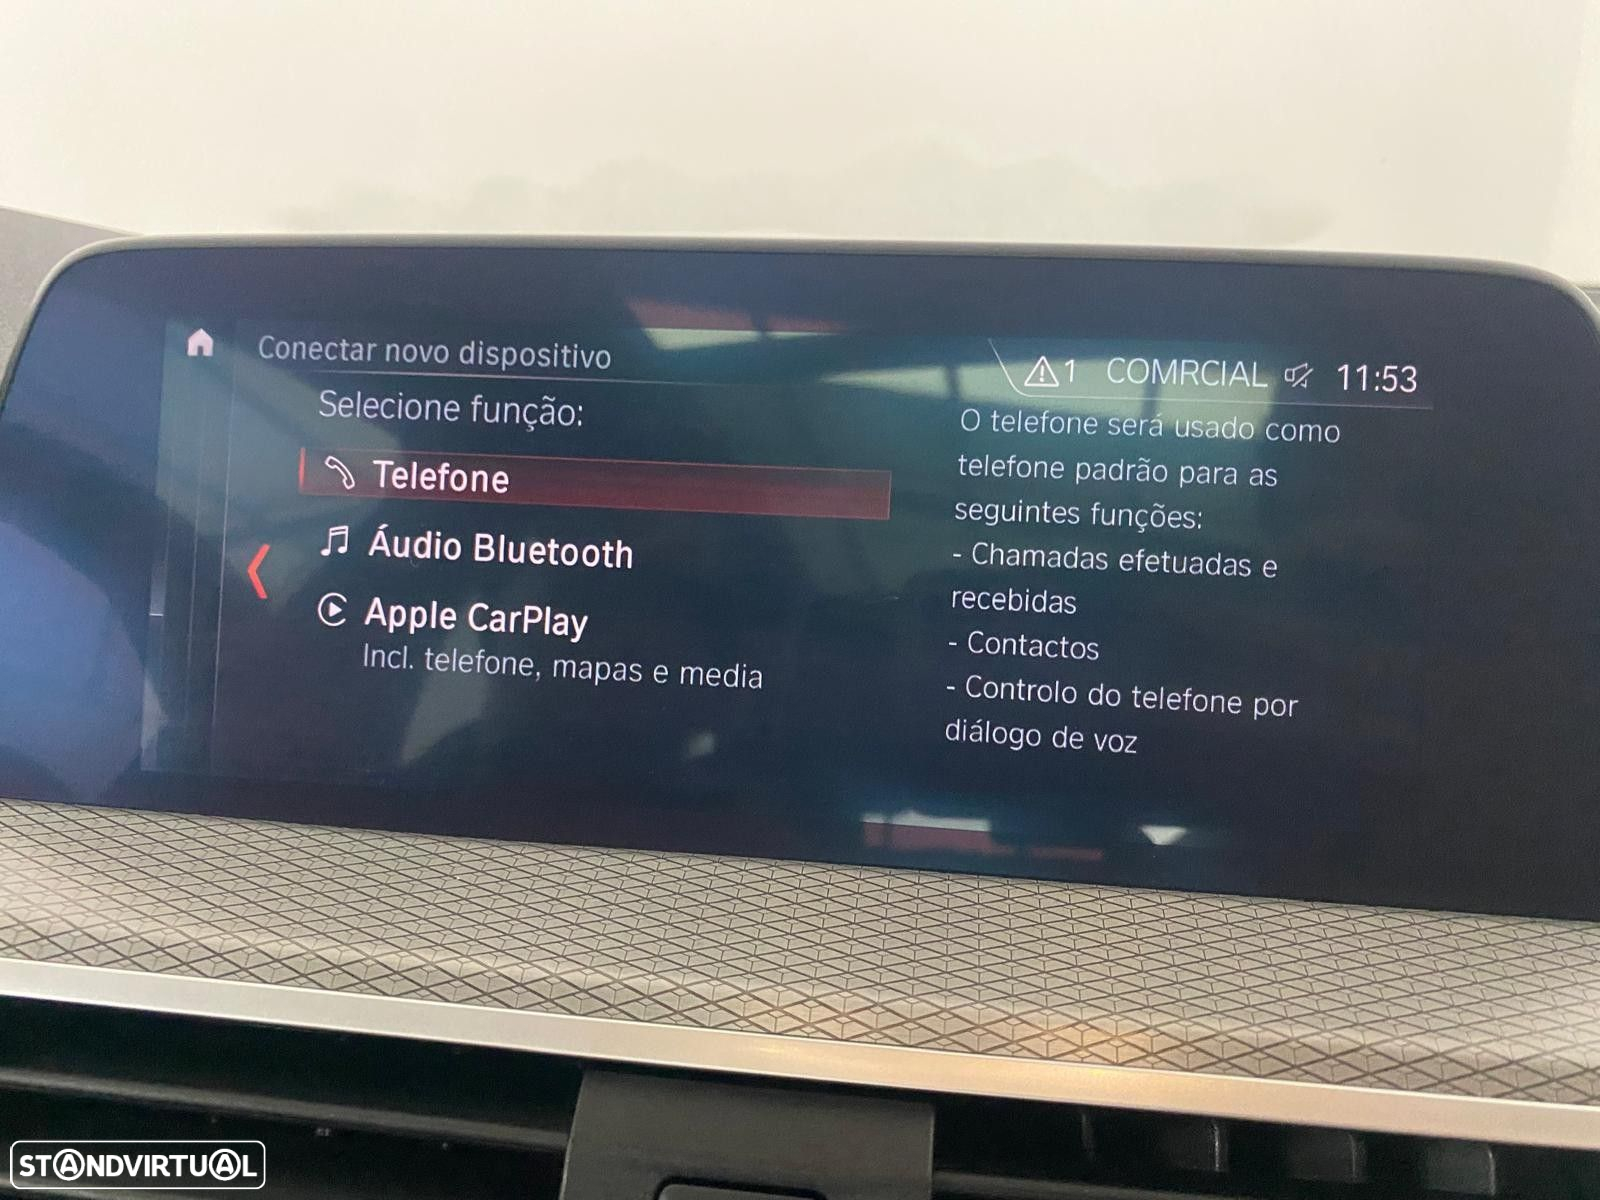 Conectar novo dispositivo
1 COMRCIAL 11:53
Selecione função:
Telefone
Áudio Bluetooth
Apple CarPlay
Incl. telefone, mapas e media
O telefone será usado como
telefone padrão para as
seguintes funções:
- Chamadas efetuadas e
recebidas
- Contactos
- Controlo do telefone por
diálogo de voz
STANDVIRTUAL